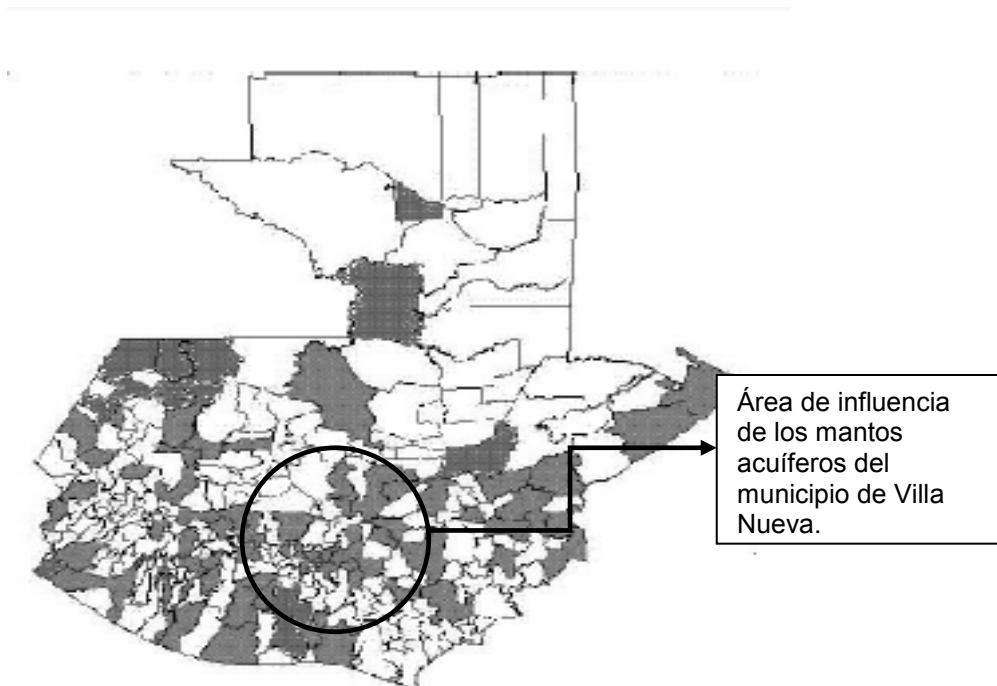 Área de influencia
de los mantos
acuíferos del
municipio de Villa
Nueva.